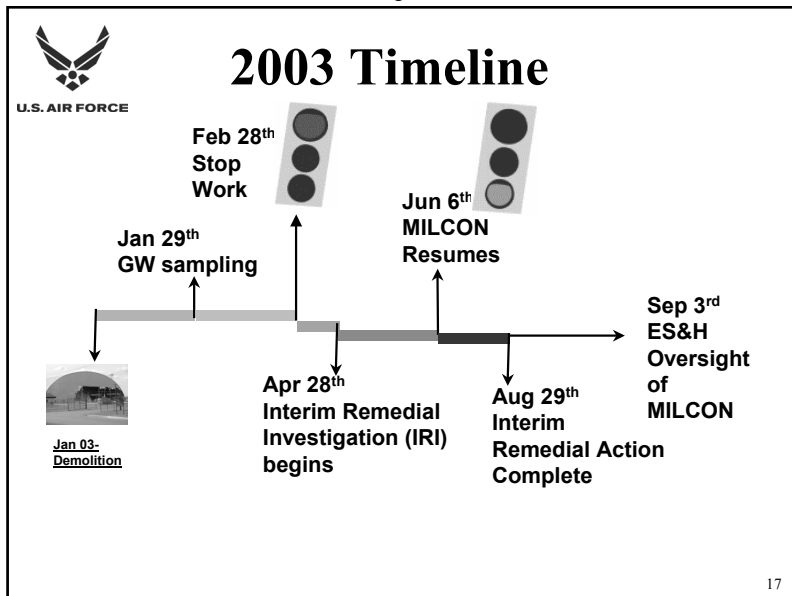 2003 Timeline
U.S. AIR FORCE
Feb 28th
Stop
Work
Jun 6th
MILCON
Resumes
Jan 29th
GW sampling
Sep 3rd
ES&H
Oversight
of
MILCON
Jan 03-
Demolition
Apr 28th
Interim Remedial
Investigation (IRI)
begins
Aug 29th
Interim
Remedial Action
Complete
17